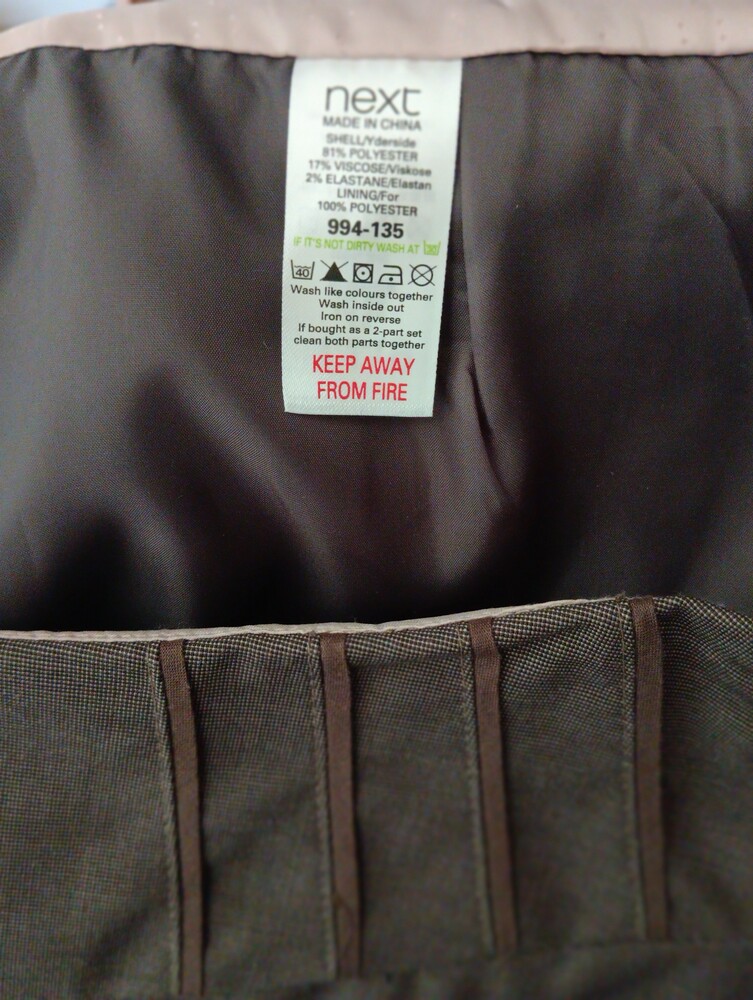 next
MADE IN CHINA
SHELL/Yderside
81% POLYESTER
17% VISCOSE/Viskose
2% ELASTANE/Elastan
LINING/For
100% POLYESTER
994-135
IF IT'S NOT DIRTY WASH AT 30
40
Wash like colours together
Wash inside out
Iron on reverse
If bought as a 2-part set
clean both parts together
KEEP AWAY
FROM FIRE